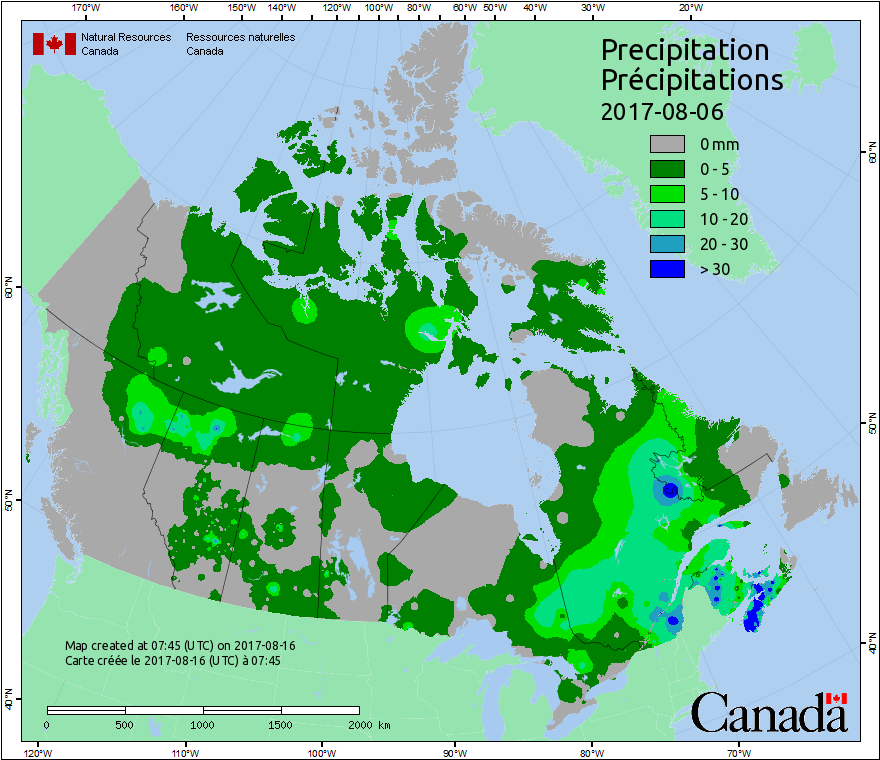 170°W 160°W 150°W 140°W 130°W 120°W 110°W 100°W 90°W 80°W 70°W 60°W 50°W 40°W 30°W 20°W
Natural Resources Canada
Ressources naturelles Canada
Precipitation
Précipitations
2017-08-06
0 mm
0 - 5
5 - 10
10 - 20
20 - 30
> 30
60°N
50°N
40°N
60°N
50°N
40°N
Map created at 07:45 (UTC) on 2017-08-16
Carte créée le 2017-08-16 (UTC) à 07:45
0 500 1000 1500 2000 km
Canada
120°W 110°W 100°W 90°W 80°W 70°W